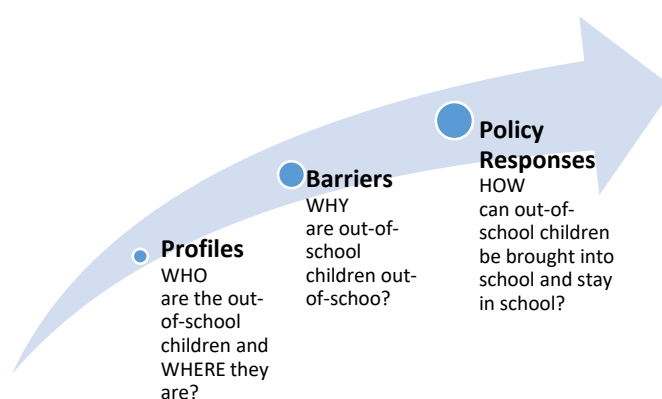 Profiles
WHO
are the out-
of-school
children and
WHERE they
are?
Barriers
WHY
are out-of-
school
children out-
of-schoo?
Policy
Responses
HOW
can out-of-
school children
be brought into
school and stay
in school?